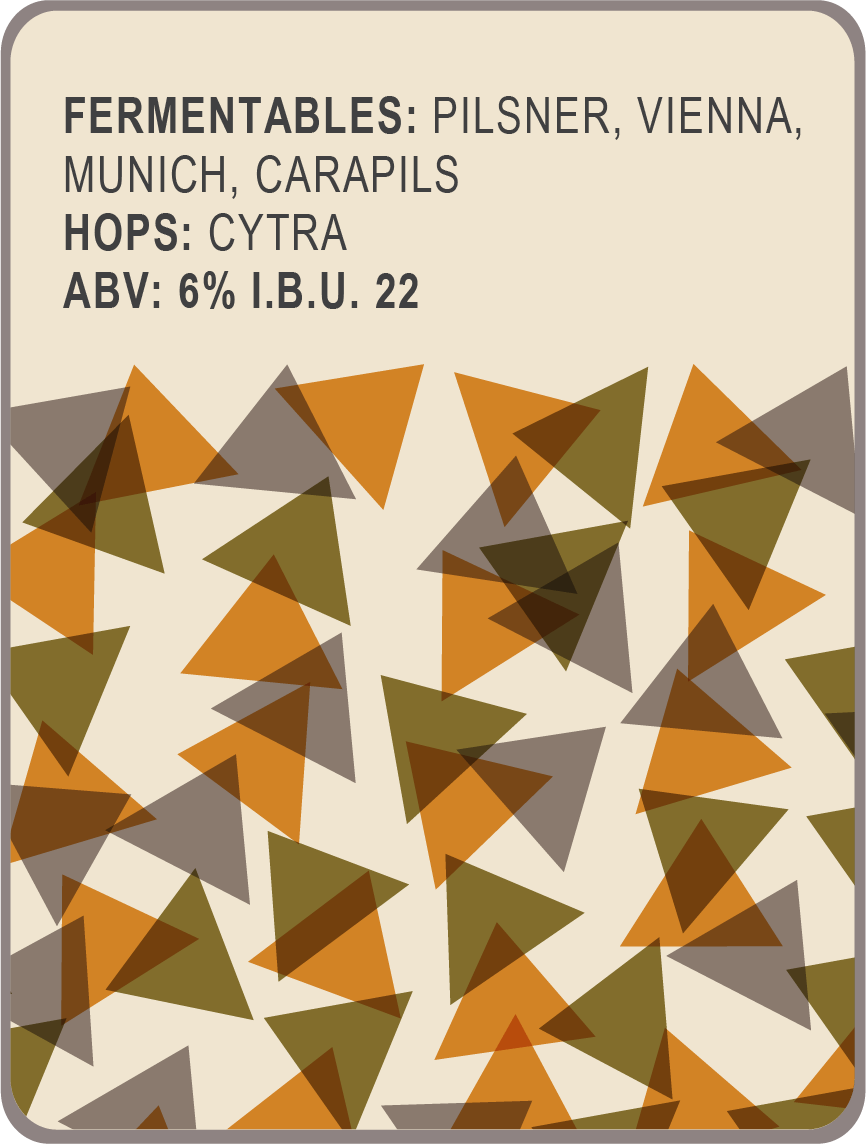 FERMENTABLES: PILSNER, VIENNA,
MUNICH, CARAPILS
HOPS: CYTRA
ABV: 6% I.B.U. 22